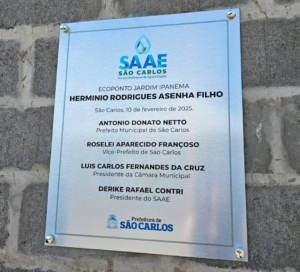 SAAE
SÃO CARLOS
ECOPONTO JARDIM IPANEMA
HERMINIO RODRIGUES ASENHA FILHO
São Carlos, 10 de fevereiro de 2025.
ANTONIO DONATO NETTO
Prefeito Municipal de São Carlos
ROSELEI APARECIDO FRANÇOSO
Vice-Prefeito de São Carlos
LUIS CARLOS FERNANDES DA CRUZ
Presidente da Câmara Municipal
DERIKE RAFAEL CONTRI
Presidente do SAAE
Prefeitura de
SÃO CARLOS